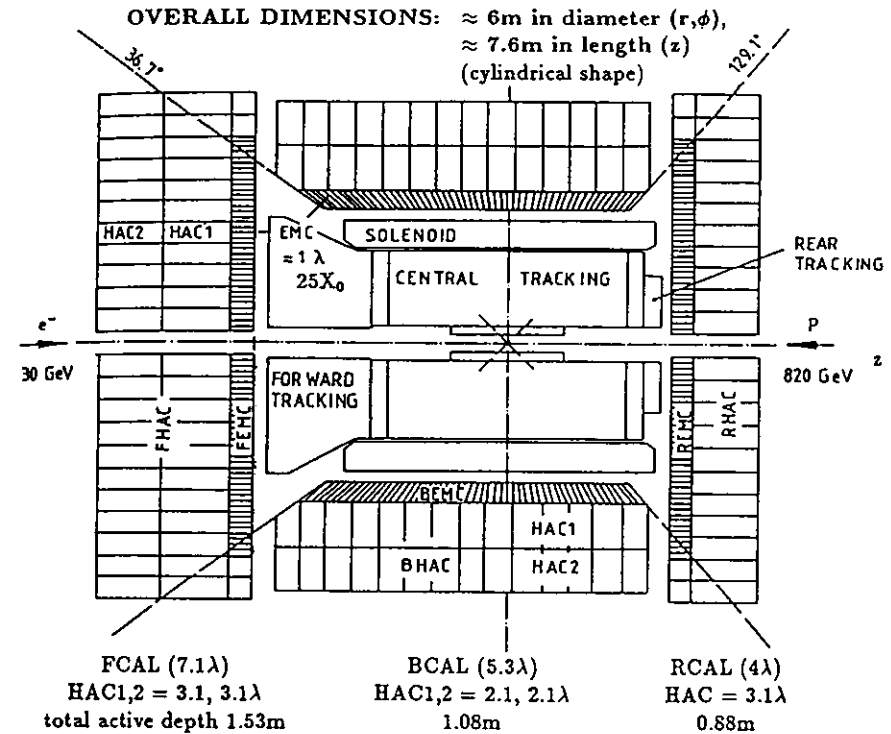 OVERALL DIMENSIONS: ≈ 6m in diameter (r,ϕ),
≈ 7.6m in length (z)
(cylindrical shape)
36.7°
129.1°
HAC2
HAC1
EMC
≈1 λ
25X₀
SOLENOID
CENTRAL TRACKING
REAR
TRACKING
e⁻
30 GeV
P
820 GeV
z
FORWARD
TRACKING
FHAC
FEMC
REMC
RHAC
BEMC
HAC1
BHAC
HAC2
FCAL (7.1λ)
HAC1,2 = 3.1, 3.1λ
total active depth 1.53m
BCAL (5.3λ)
HAC1,2 = 2.1, 2.1λ
1.08m
RCAL (4λ)
HAC = 3.1λ
0.88m